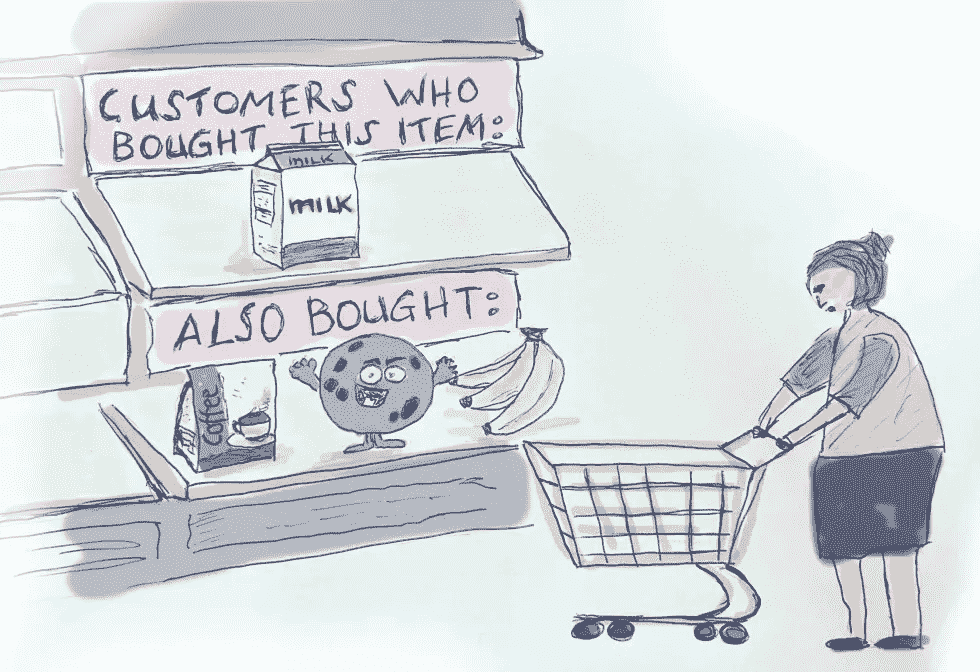 CUSTOMERS WHO
BOUGHT THIS ITEM:
MILK
MILK
ALSO BOUGHT:
Coffee